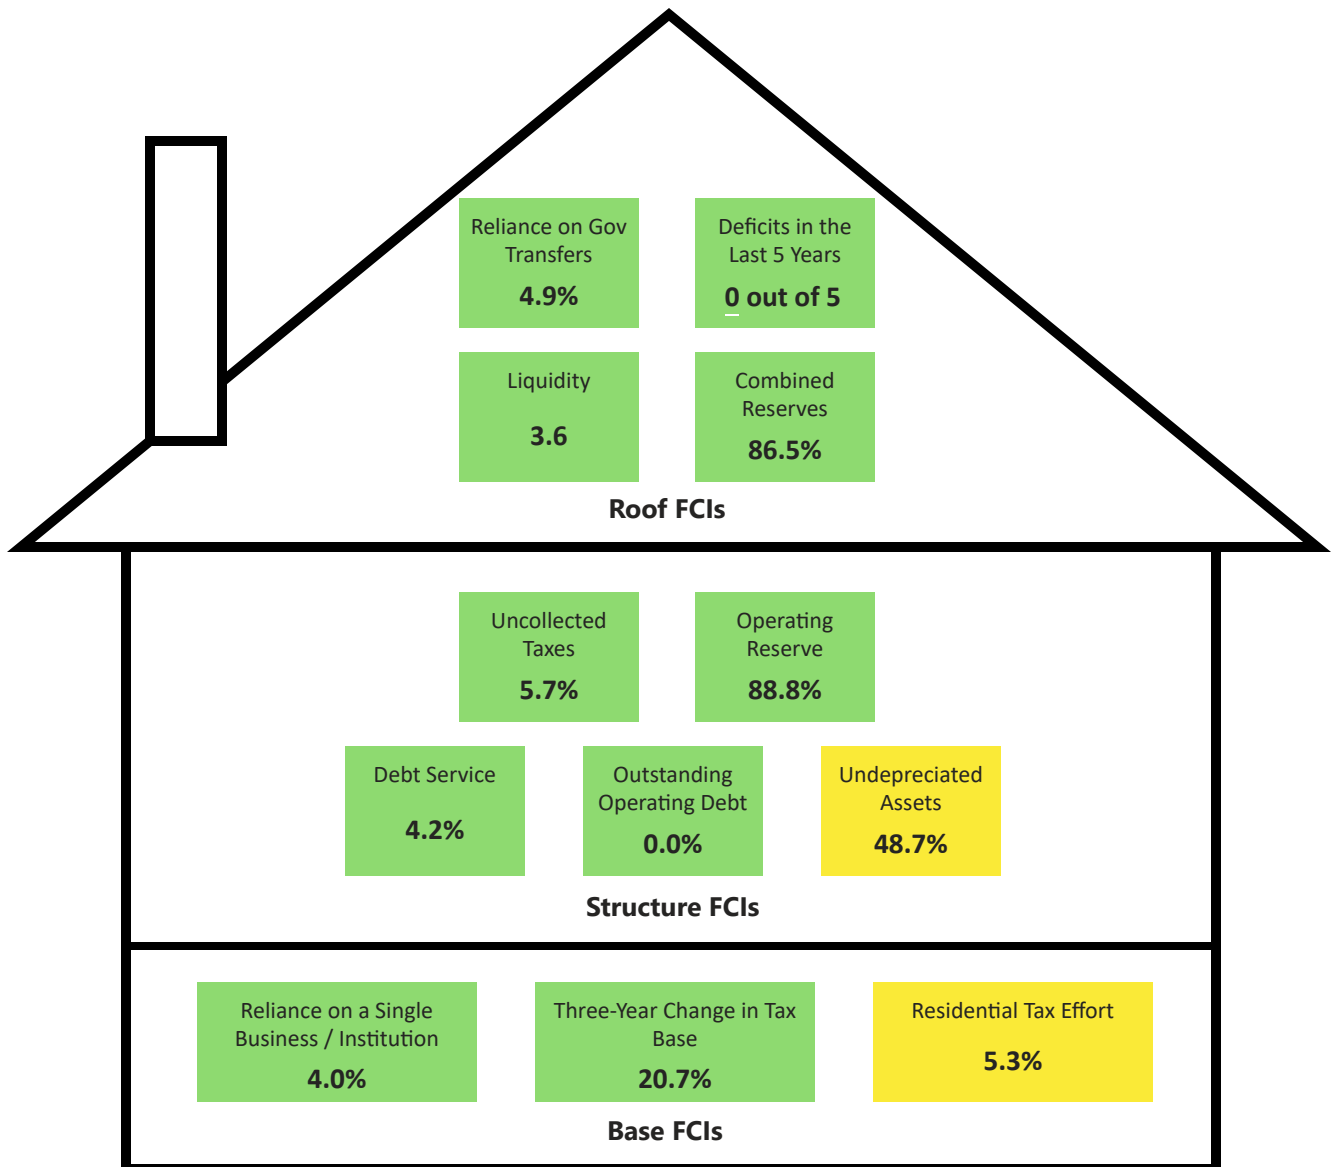 Reliance on Gov
Transfers
4.9%
Deficits in the
Last 5 Years
0 out of 5
Liquidity
3.6
Combined
Reserves
86.5%
Roof FCIs
Uncollected
Taxes
5.7%
Operating
Reserve
88.8%
Debt Service
4.2%
Outstanding
Operating Debt
0.0%
Undepreciated
Assets
48.7%
Structure FCIs
Reliance on a Single
Business / Institution
4.0%
Three-Year Change in Tax
Base
20.7%
Residential Tax Effort
5.3%
Base FCIs